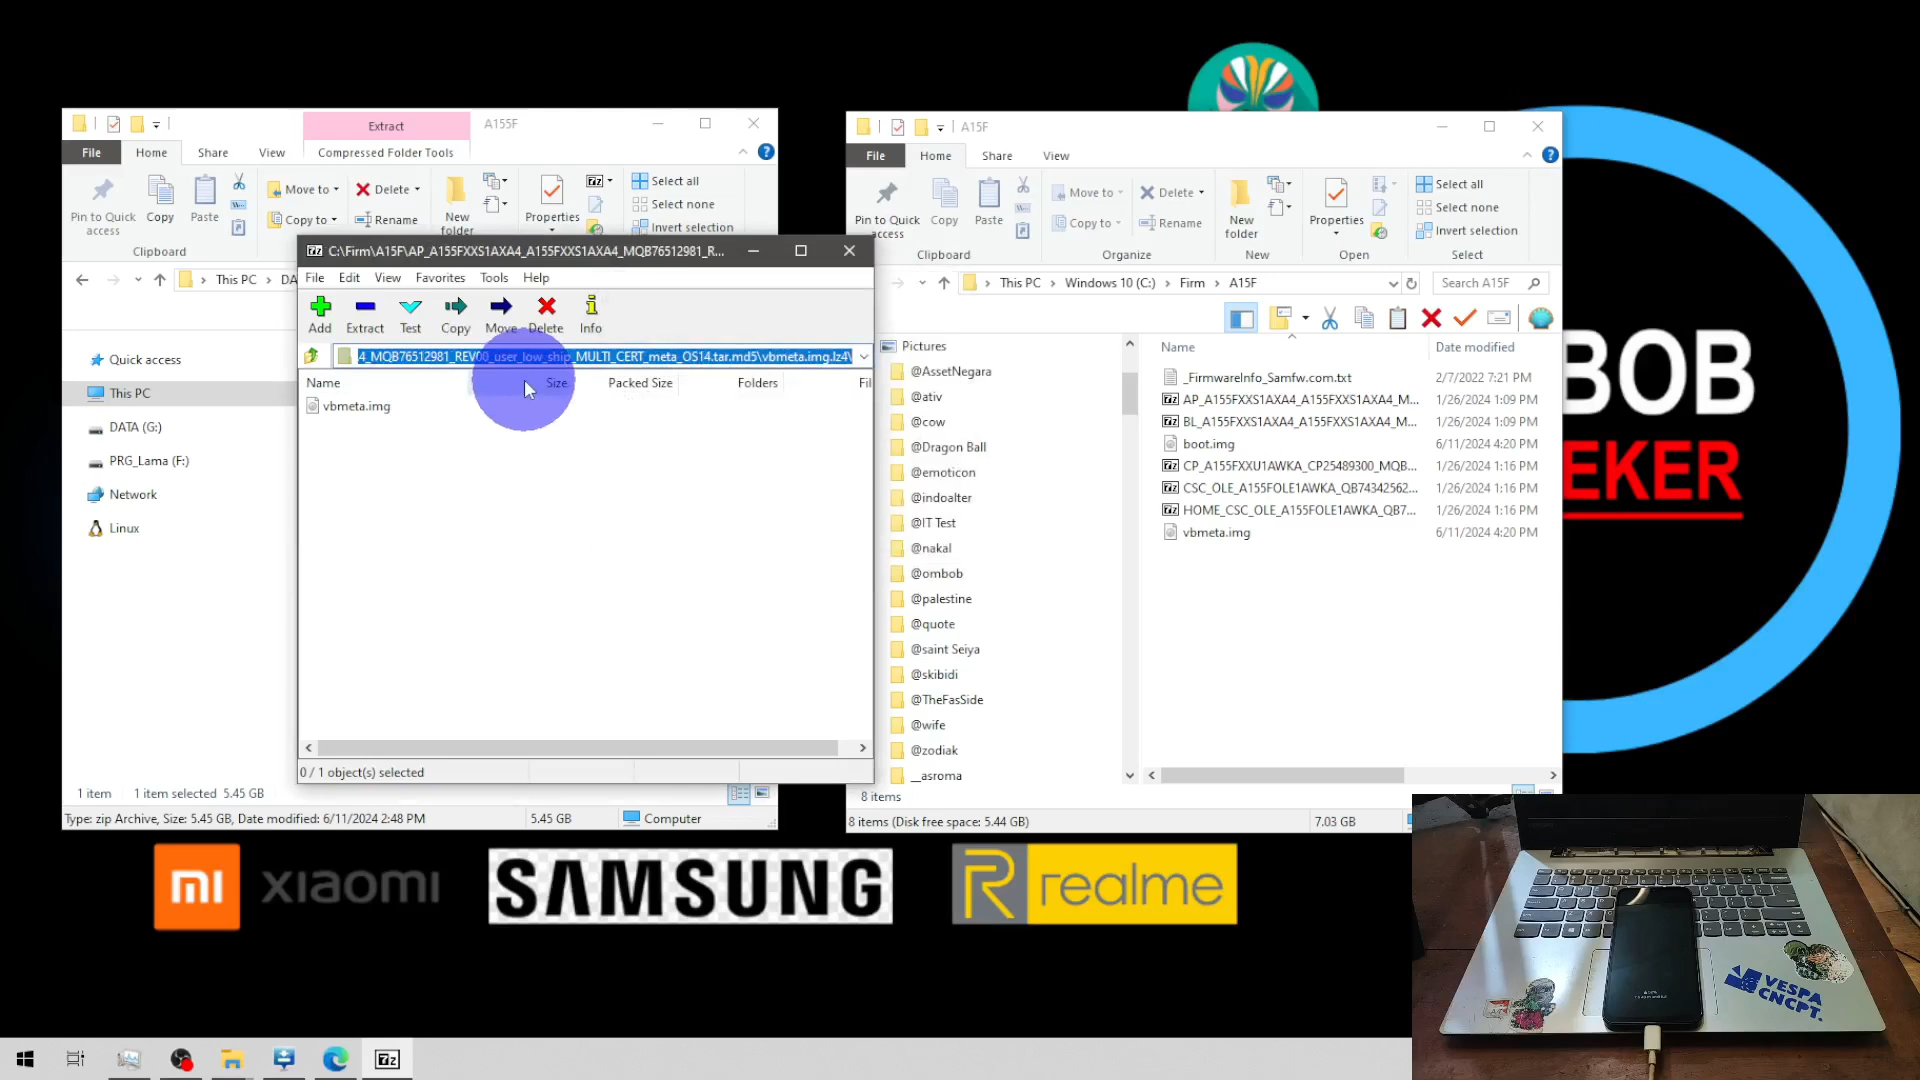 Extract
A155F
File
Home
Share
View
Compressed Folder Tools
Pin to Quick access
Copy
Paste
Move to
Copy to
Delete
Rename
New
Properties
Select all
Select none
Invert selection
Clipboard
This PC
DA
Quick access
This PC
DATA (G:)
PRG_Lama (F:)
Network
Linux
1 item
1 item selected 5.45 GB
Type: zip Archive, Size: 5.45 GB, Date modified: 6/11/2024 2:48 PM
5.45 GB
Computer
C:\Firm\A15F\AP_A155FXXS1AXA4_A155FXXS1AXA4_MQB76512981_R...
File Edit View Favorites Tools Help
Add
Extract
Test
Copy
Move
Delete
Info
4_MQB76512981_REV00_user_low_ship_MULTI_CERT_meta_OS14.tar.md5\vbmeta.img.lz4\
Name
Size
Packed Size
Folders
Fil
vbmeta.img
0 / 1 object(s) selected
A15F
File
Home
Share
View
Pin to Quick access
Copy
Paste
Move to
Copy to
Delete
Rename
New folder
Properties
Select all
Select none
Invert selection
Clipboard
Organize
New
Open
Select
This PC
Windows 10 (C:)
Firm
A15F
Search A15F
Pictures
@AssetNegara
@ativ
@cow
@Dragon Ball
@emoticon
@indoalter
@IT Test
@nakal
@ombob
@palestine
@quote
@saint Seiya
@skibidi
@TheFasSide
@wife
@zodiak
__asroma
Name
Date modified
_FirmwareInfo_Samfw.com.txt 2/7/2022 7:21 PM
AP_A155FXXS1AXA4_A155FXXS1AXA4_M... 1/26/2024 1:09 PM
BL_A155FXXS1AXA4_A155FXXS1AXA4_M... 1/26/2024 1:09 PM
boot.img 6/11/2024 4:20 PM
CP_A155FXXU1AWKA_CP25489300_MQB... 1/26/2024 1:16 PM
CSC_OLE_A155FOLE1AWKA_QB74342562... 1/26/2024 1:16 PM
HOME_CSC_OLE_A155FOLE1AWKA_QB7... 1/26/2024 1:16 PM
vbmeta.img 6/11/2024 4:20 PM
8 items
8 items (Disk free space: 5.44 GB)
7.03 GB
BOB
EKER
mi xiaomi
SAMSUNG
R realme
VESPA
CNCPT.
7z